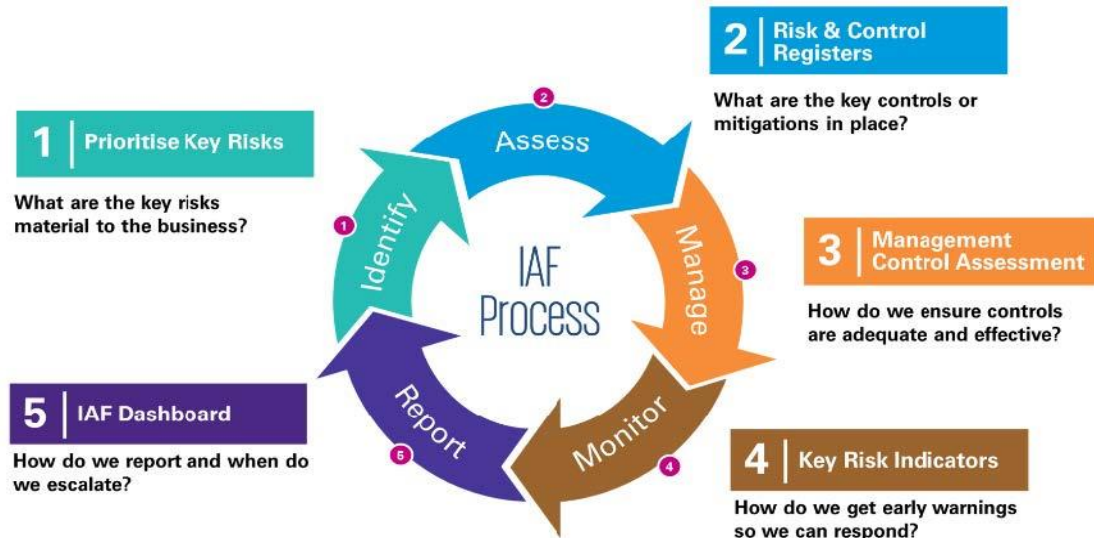 1 Prioritise Key Risks
What are the key risks
material to the business?
2 Risk & Control
Registers
What are the key controls or
mitigations in place?
3 Management
Control Assessment
How do we ensure controls
are adequate and effective?
4 Key Risk Indicators
How do we get early warnings
so we can respond?
5 IAF Dashboard
How do we report and when do
we escalate?
IAF
Process
1
Identify
2
Assess
3
Manage
4
Monitor
5
Report